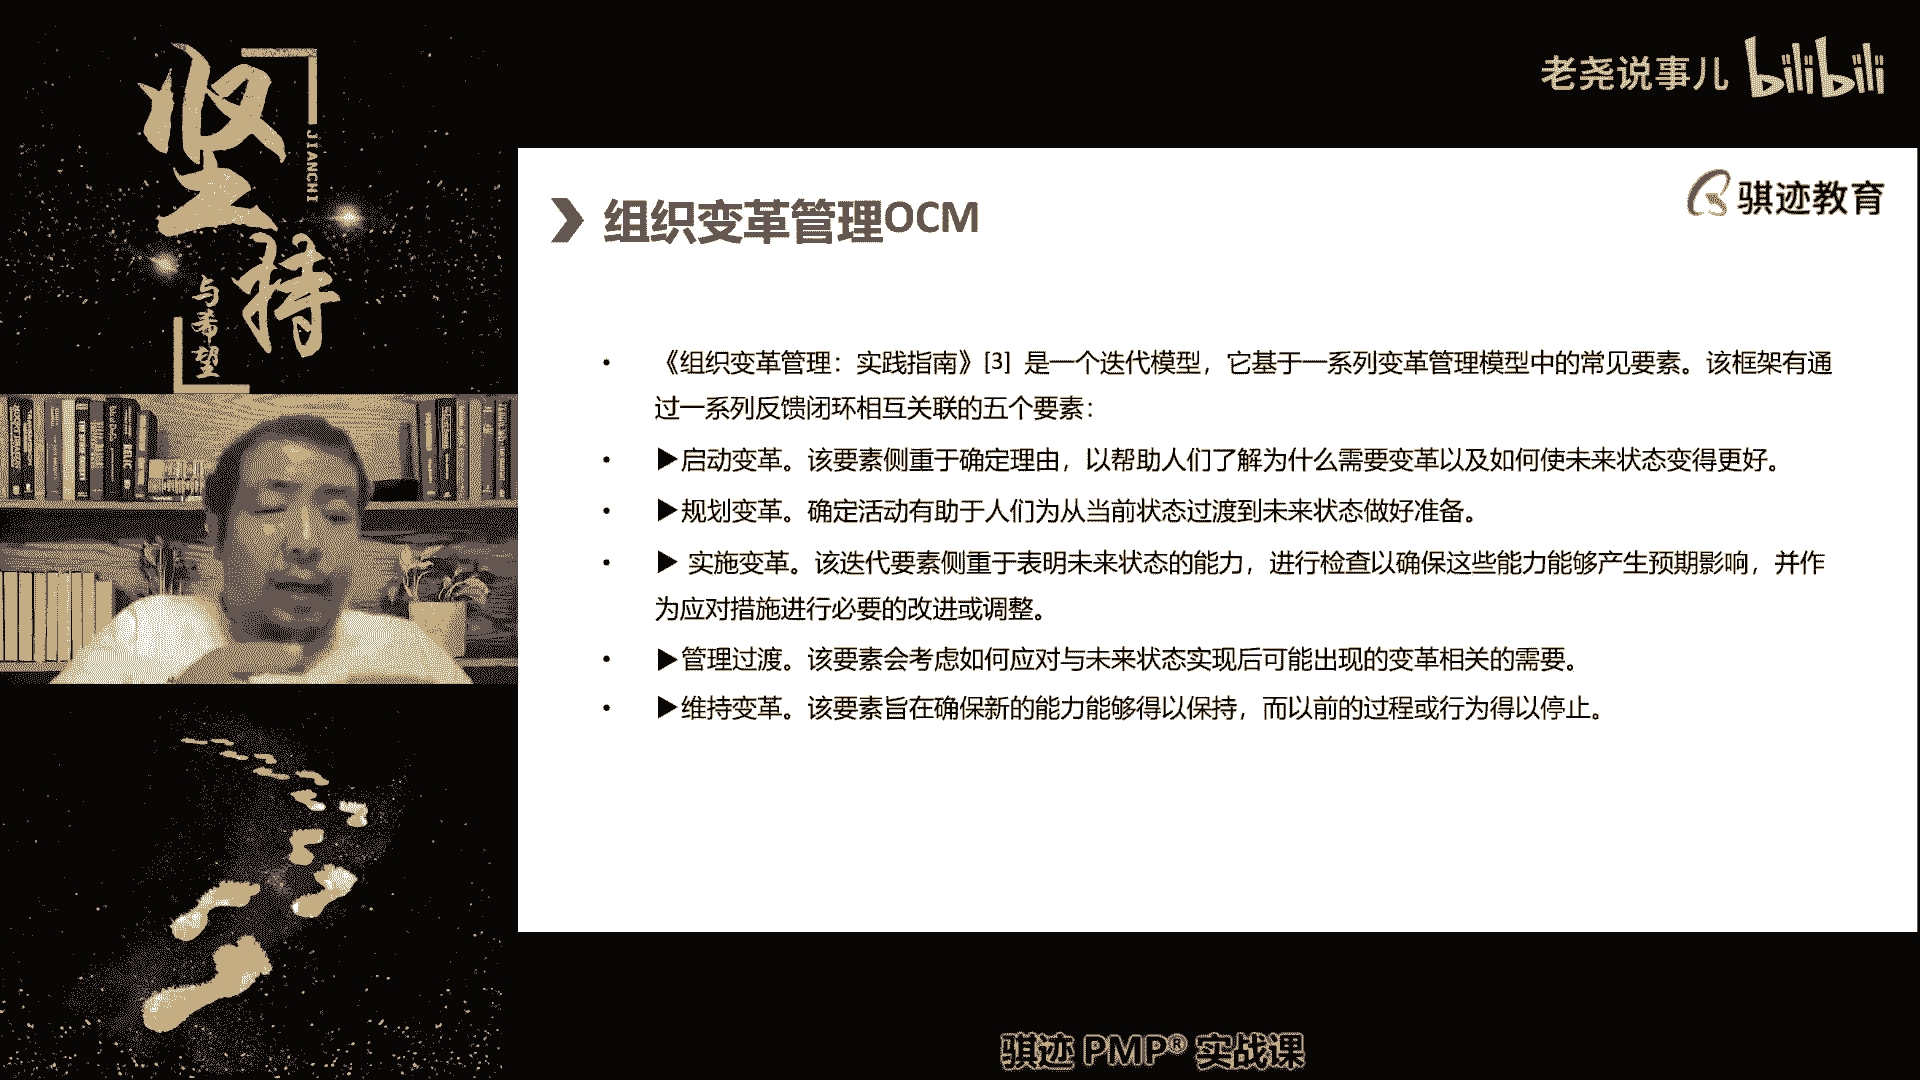 坚持
JIANCHI
与希望
老尧说事儿 bilibili
骐迹教育
组织变革管理OCM
• 《组织变革管理：实践指南》[3] 是一个迭代模型，它基于一系列变革管理模型中的常见要素。该框架有通
过一系列反馈闭环相互关联的五个要素：
• ▶启动变革。该要素侧重于确定理由，以帮助人们了解为什么需要变革以及如何使未来状态变得更好。
• ▶规划变革。确定活动有助于人们为从当前状态过渡到未来状态做好准备。
• ▶ 实施变革。该迭代要素侧重于表明未来状态的能力，进行检查以确保这些能力能够产生预期影响，并作
为应对措施进行必要的改进或调整。
• ▶管理过渡。该要素会考虑如何应对与未来状态实现后可能出现的变革相关的需要。
• ▶维持变革。该要素旨在确保新的能力能够得以保持，而以前的过程或行为得以停止。
骐迹 PMP® 实战课